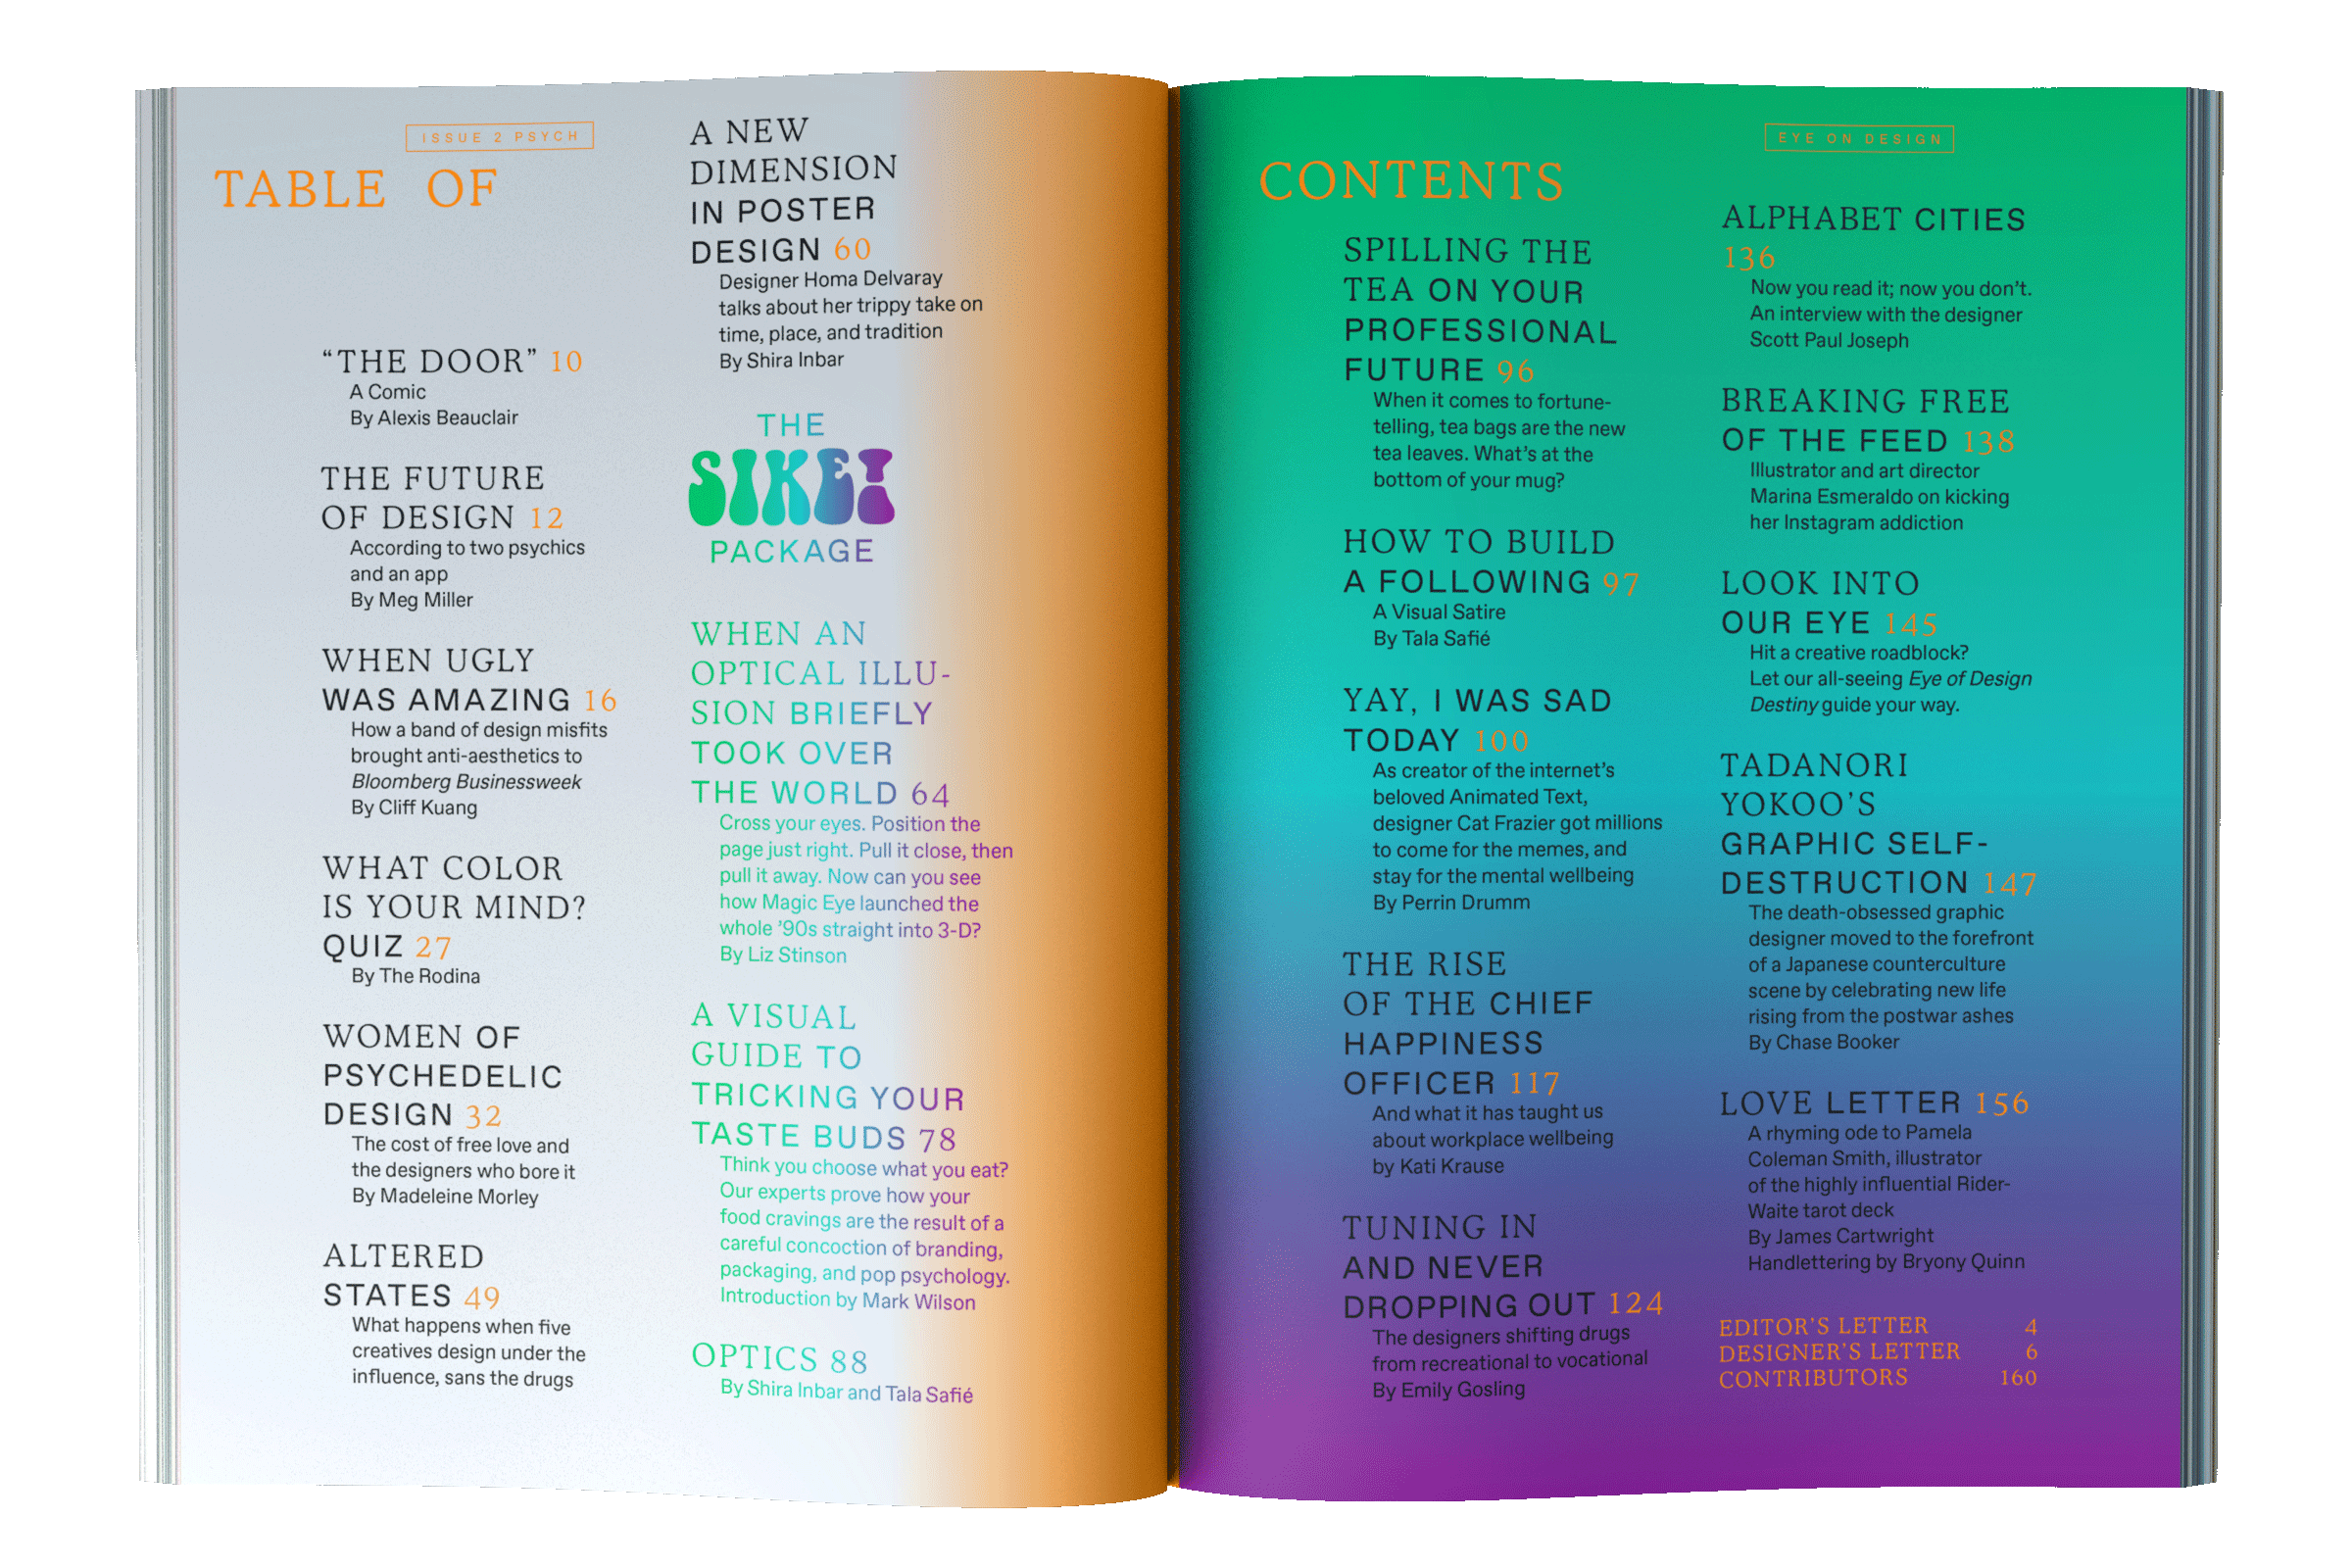 ISSUE 2 PSYCH
TABLE OF
“THE DOOR” 10
A Comic
By Alexis Beauclair
THE FUTURE
OF DESIGN 12
According to two psychics
and an app
By Meg Miller
WHEN UGLY
WAS AMAZING 16
How a band of design misfits
brought anti-aesthetics to
Bloomberg Businessweek
By Cliff Kuang
WHAT COLOR
IS YOUR MIND?
QUIZ 27
By The Rodina
WOMEN OF
PSYCHEDELIC
DESIGN 32
The cost of free love and
the designers who bore it
By Madeleine Morley
ALTERED
STATES 49
What happens when five
creatives design under the
influence, sans the drugs
A NEW
DIMENSION
IN POSTER
DESIGN 60
Designer Homa Delvaray
talks about her trippy take on
time, place, and tradition
By Shira Inbar
THE
SIKE!
PACKAGE
WHEN AN
OPTICAL ILLU-
SION BRIEFLY
TOOK OVER
THE WORLD 64
Cross your eyes. Position the
page just right. Pull it close, then
pull it away. Now can you see
how Magic Eye launched the
whole ’90s straight into 3-D?
By Liz Stinson
A VISUAL
GUIDE TO
TRICKING YOUR
TASTE BUDS 78
Think you choose what you eat?
Our experts prove how your
food cravings are the result of a
careful concoction of branding,
packaging, and pop psychology.
Introduction by Mark Wilson
OPTICS 88
By Shira Inbar and Tala Safié
EYE ON DESIGN
CONTENTS
SPILLING THE
TEA ON YOUR
PROFESSIONAL
FUTURE 96
When it comes to fortune-
telling, tea bags are the new
tea leaves. What’s at the
bottom of your mug?
HOW TO BUILD
A FOLLOWING 97
A Visual Satire
By Tala Safié
YAY, I WAS SAD
TODAY 100
As creator of the internet’s
beloved Animated Text,
designer Cat Frazier got millions
to come for the memes, and
stay for the mental wellbeing
By Perrin Drumm
THE RISE
OF THE CHIEF
HAPPINESS
OFFICER 117
And what it has taught us
about workplace wellbeing
by Kati Krause
TUNING IN
AND NEVER
DROPPING OUT 124
The designers shifting drugs
from recreational to vocational
By Emily Gosling
ALPHABET CITIES
136
Now you read it; now you don’t.
An interview with the designer
Scott Paul Joseph
BREAKING FREE
OF THE FEED 138
Illustrator and art director
Marina Esmeraldo on kicking
her Instagram addiction
LOOK INTO
OUR EYE 145
Hit a creative roadblock?
Let our all-seeing Eye of Design
Destiny guide your way.
TADANORI
YOKOO’S
GRAPHIC SELF-
DESTRUCTION 147
The death-obsessed graphic
designer moved to the forefront
of a Japanese counterculture
scene by celebrating new life
rising from the postwar ashes
By Chase Booker
LOVE LETTER 156
A rhyming ode to Pamela
Coleman Smith, illustrator
of the highly influential Rider-
Waite tarot deck
By James Cartwright
Handlettering by Bryony Quinn
EDITOR’S LETTER 4
DESIGNER’S LETTER 6
CONTRIBUTORS 160